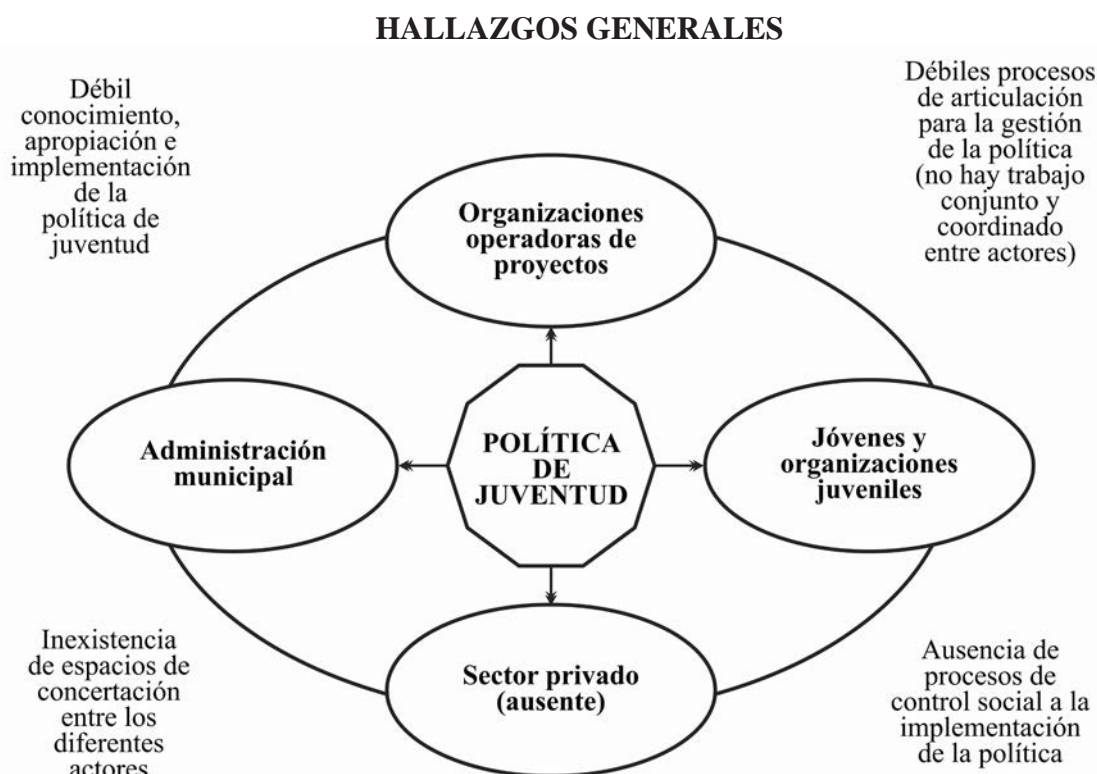 HALLAZGOS GENERALES
Débil
conocimiento,
apropiación e
implementación
de la
política de
juventud
Débiles procesos
de articulación
para la gestión
de la política
(no hay trabajo
conjunto y
coordinado
entre actores)
Organizaciones
operadoras de
proyectos
Administración
municipal
POLÍTICA
DE
JUVENTUD
Jóvenes y
organizaciones
juveniles
Sector privado
(ausente)
Inexistencia
de espacios de
concertación
entre los
diferentes
actores
Ausencia de
procesos de
control social a la
implementación
de la política